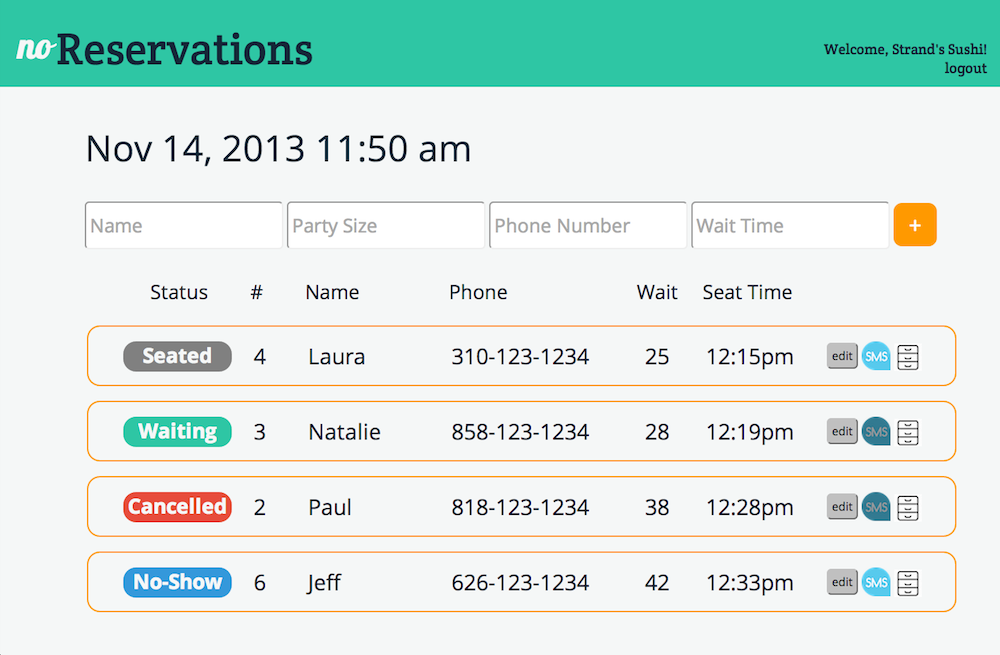 noReservations
Welcome, Strand's Sushi!
logout
Nov 14, 2013 11:50 am
Name Party Size Phone Number Wait Time +
Status # Name Phone Wait Seat Time
Seated 4 Laura 310-123-1234 25 12:15pm edit SMS
Waiting 3 Natalie 858-123-1234 28 12:19pm edit SMS
Cancelled 2 Paul 818-123-1234 38 12:28pm edit SMS
No-Show 6 Jeff 626-123-1234 42 12:33pm edit SMS